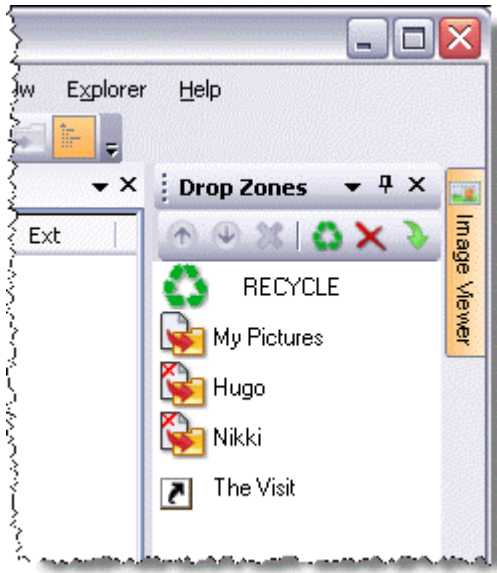 Explorer Help
Drop Zones
Ext
RECYCLE
My Pictures
Hugo
Nikki
The Visit
Image Viewer